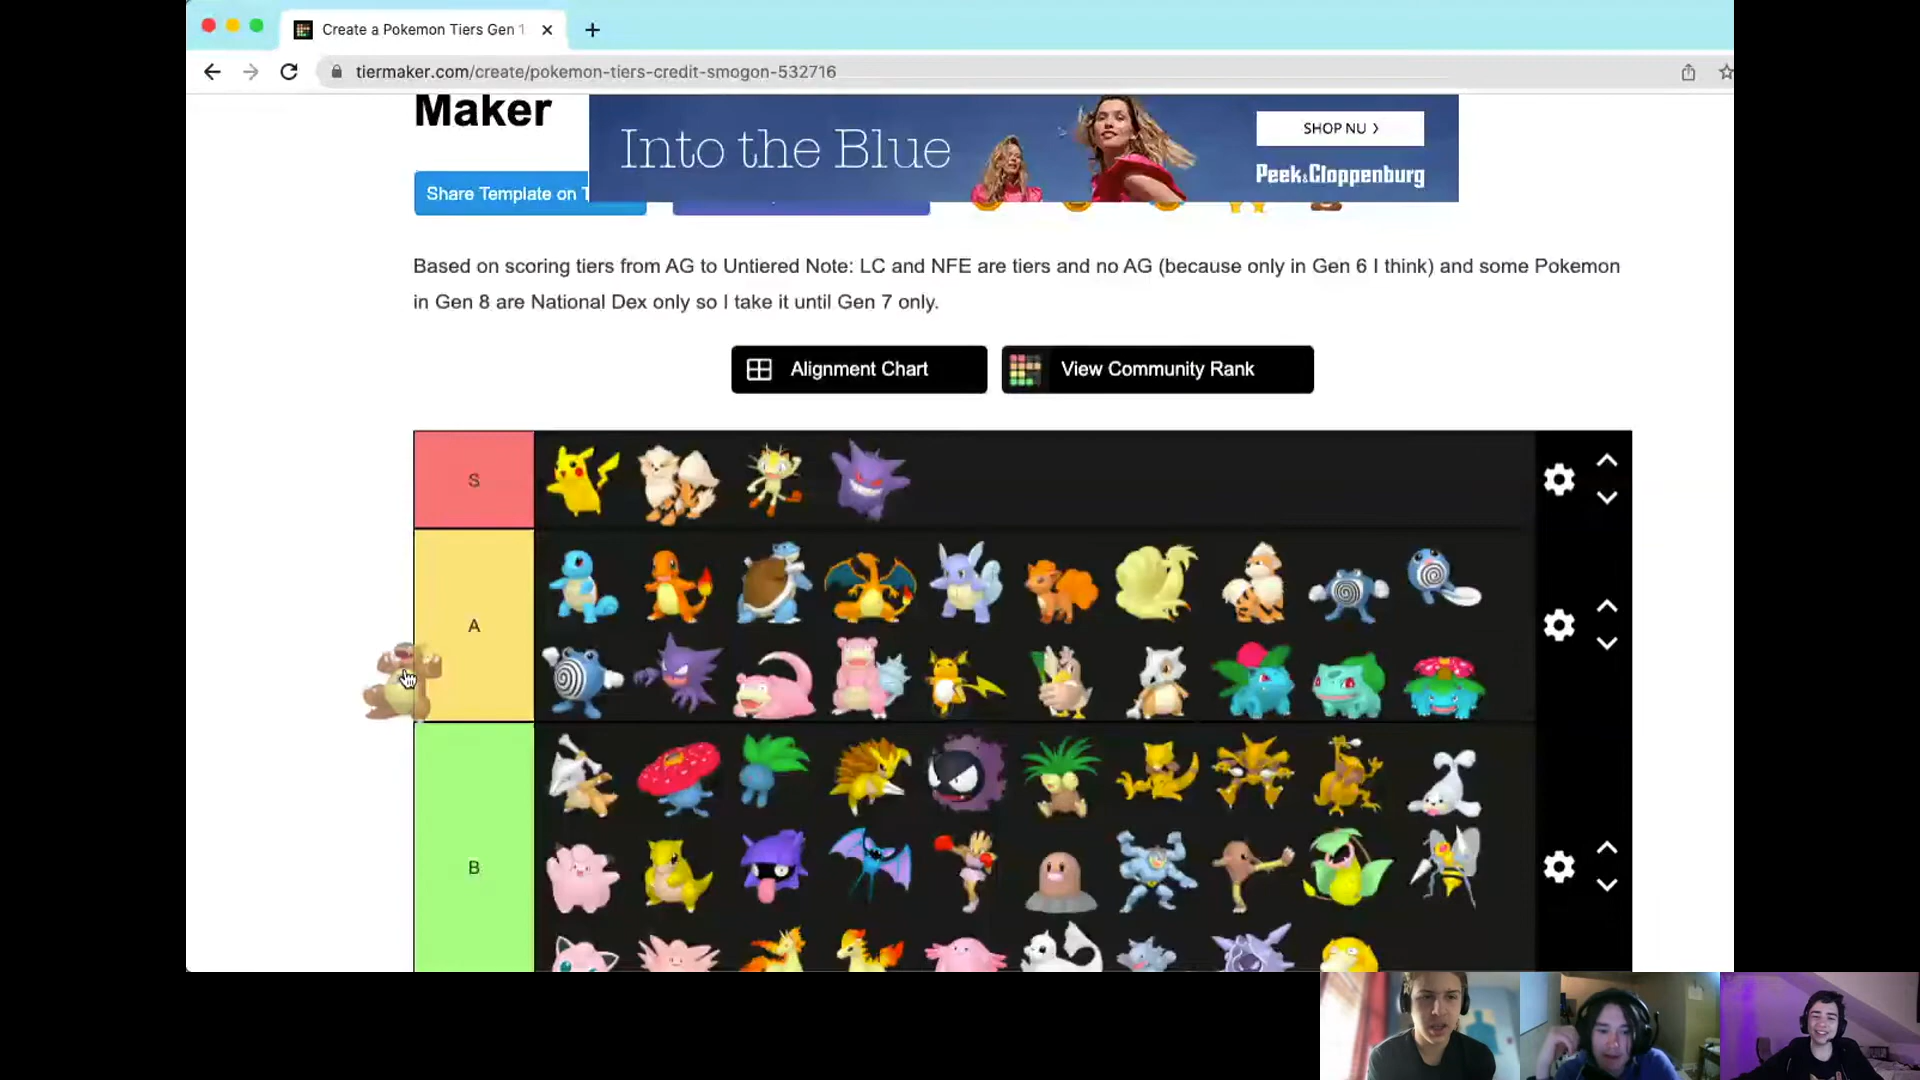 Create a Pokemon Tiers Gen 1
tiermaker.com/create/pokemon-tiers-credit-smogon-532716
Maker
Into the Blue
SHOP NU
Peek&Cloppenburg
Share Template on T
Based on scoring tiers from AG to Untiered Note: LC and NFE are tiers and no AG (because only in Gen 6 I think) and some Pokemon
in Gen 8 are National Dex only so I take it until Gen 7 only.
Alignment Chart
View Community Rank
S
A
B